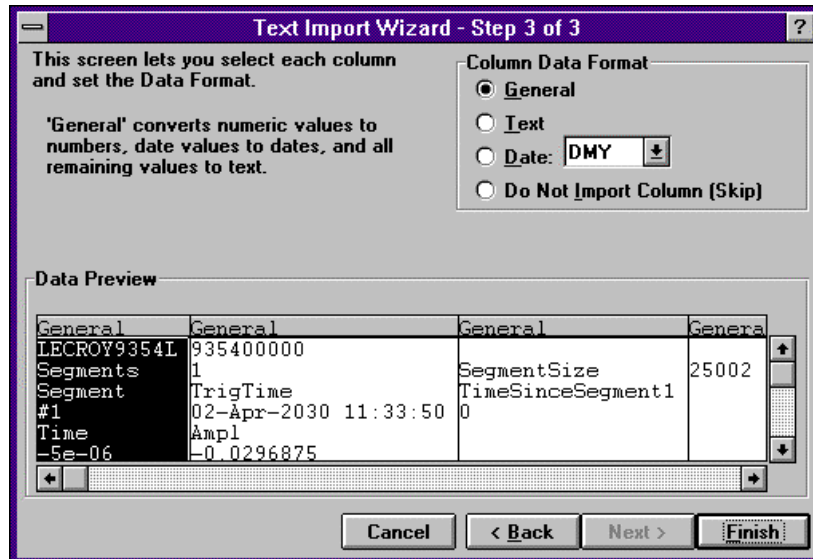 Text Import Wizard - Step 3 of 3
?
This screen lets you select each column
and set the Data Format.
'General' converts numeric values to
numbers, date values to dates, and all
remaining values to text.
Column Data Format
General
Text
Date: DMY
Do Not Import Column (Skip)
Data Preview
General General General Genera
LECROY9354L 935400000
Segments 1 SegmentSize 25002
Segment TrigTime TimeSinceSegment1
#1 02-Apr-2030 11:33:50 0
Time Ampl
-5e-06 -0.0296875
Cancel < Back Next > Finish